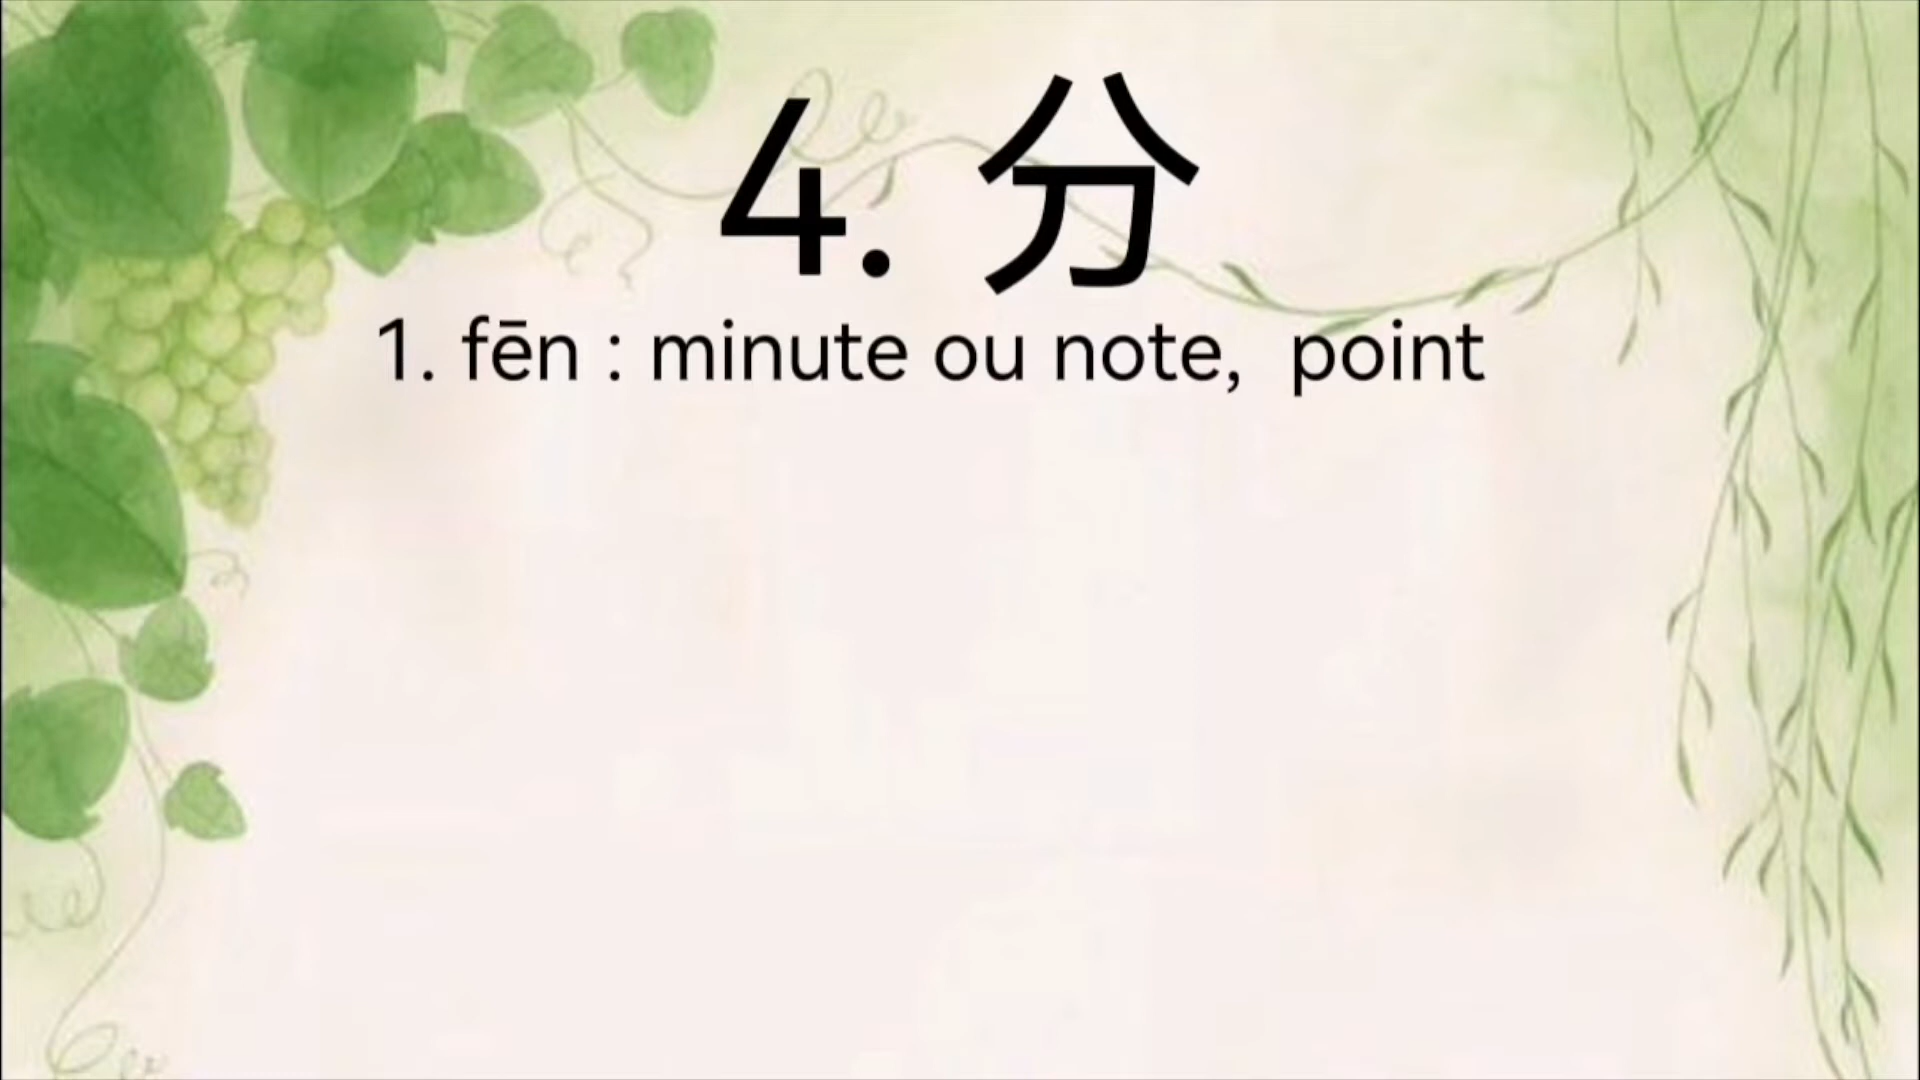 4. 分
1. fēn : minute ou note, point